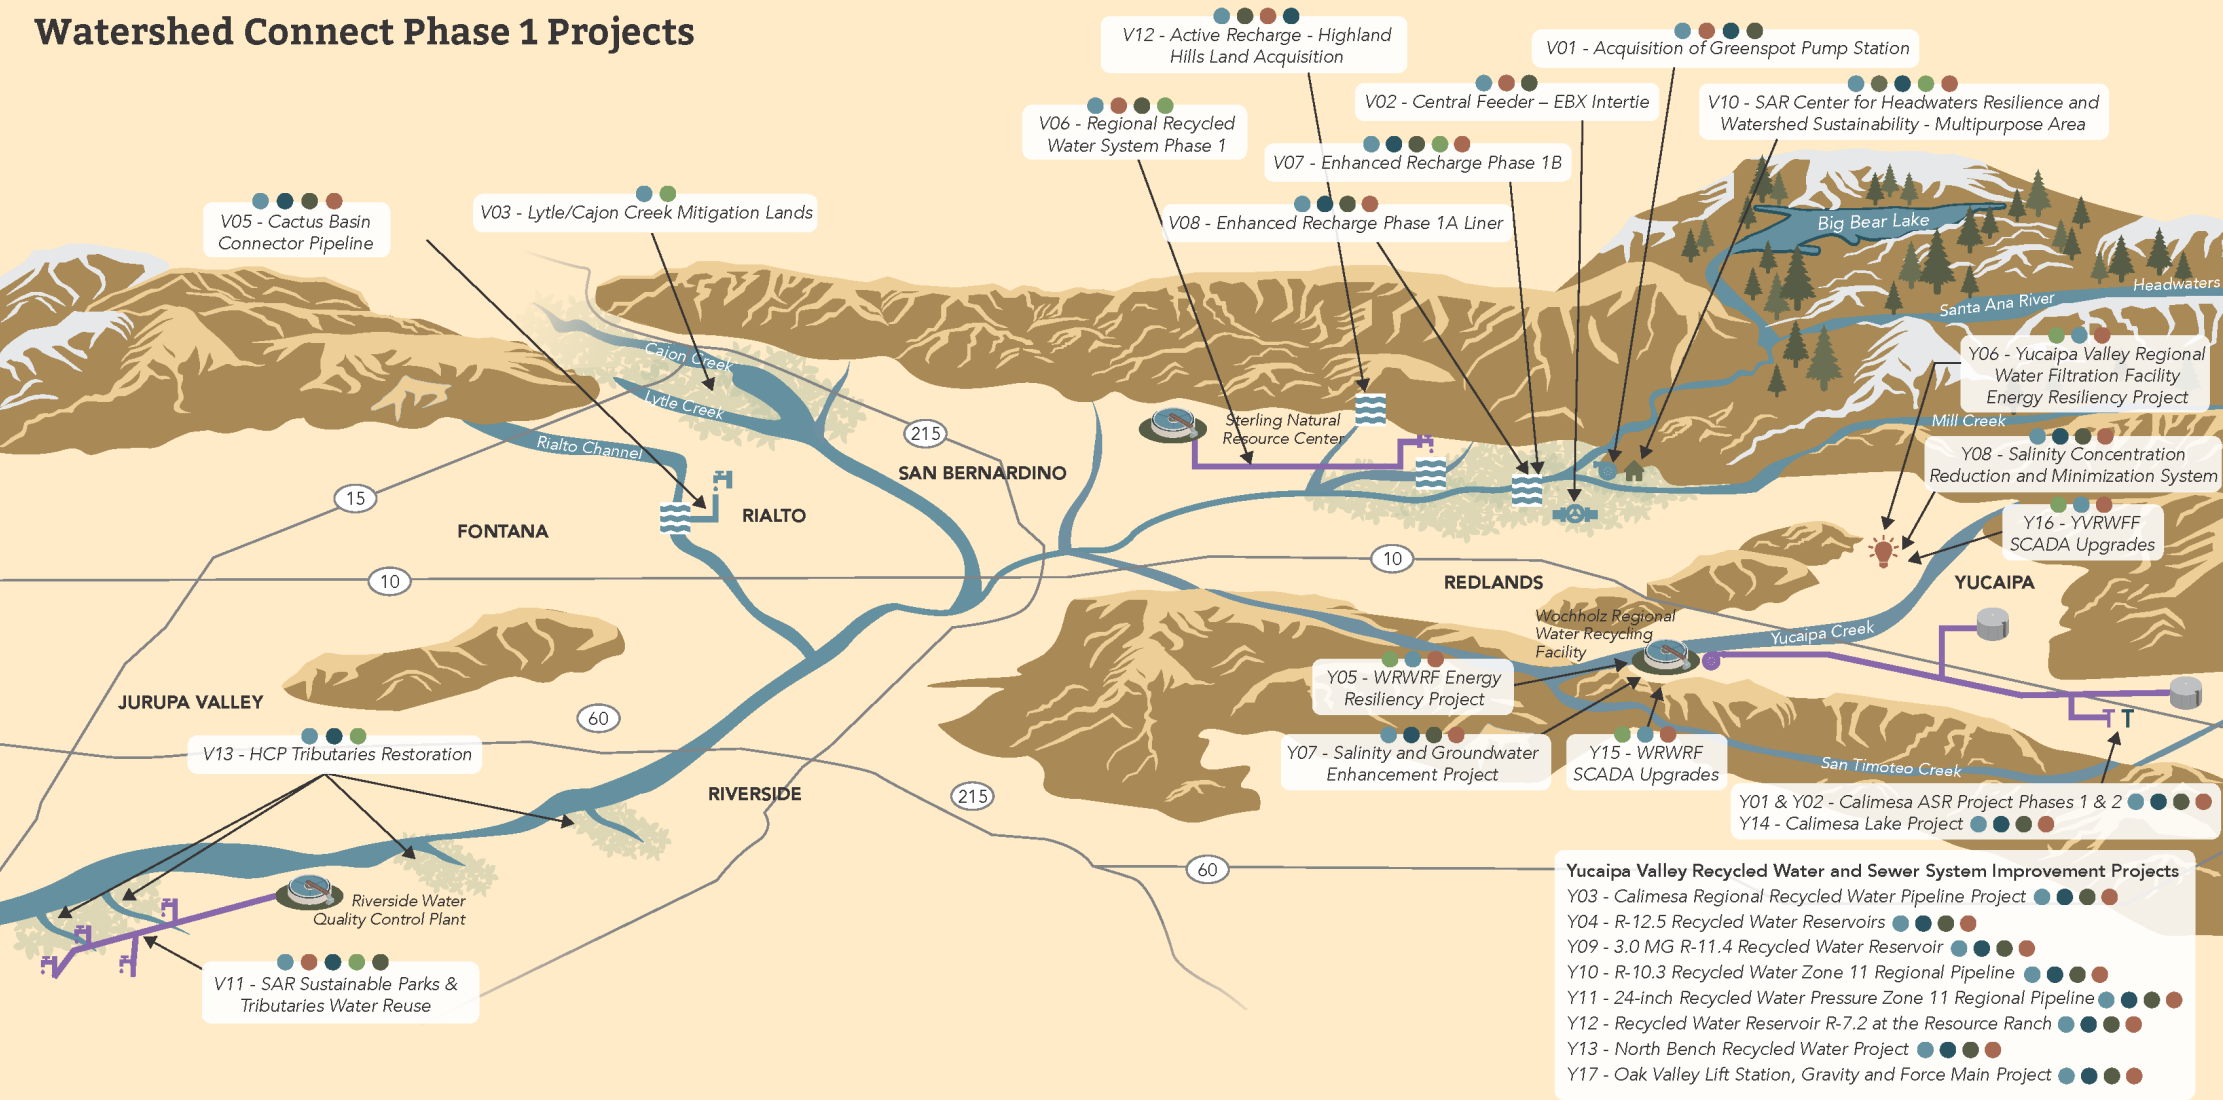 Watershed Connect Phase 1 Projects
V12 - Active Recharge - Highland
Hills Land Acquisition
V01 - Acquisition of Greenspot Pump Station
V02 - Central Feeder – EBX Intertie
V10 - SAR Center for Headwaters Resilience and
Watershed Sustainability - Multipurpose Area
V06 - Regional Recycled
Water System Phase 1
V07 - Enhanced Recharge Phase 1B
V08 - Enhanced Recharge Phase 1A Liner
V05 - Cactus Basin
Connector Pipeline
V03 - Lytle/Cajon Creek Mitigation Lands
Big Bear Lake
Headwaters
Santa Ana River
Y06 - Yucaipa Valley Regional
Water Filtration Facility
Energy Resiliency Project
Mill Creek
Y08 - Salinity Concentration
Reduction and Minimization System
Y16 - YVRWFF
SCADA Upgrades
Cajon Creek
Lytle Creek
Rialto Channel
215
Sterling Natural
Resource Center
SAN BERNARDINO
15
FONTANA
RIALTO
10
10
REDLANDS
YUCAIPA
Wochholz Regional
Water Recycling
Facility
Yucaipa Creek
Y05 - WRWRF Energy
Resiliency Project
JURUPA VALLEY
60
V13 - HCP Tributaries Restoration
Y07 - Salinity and Groundwater
Enhancement Project
Y15 - WRWRF
SCADA Upgrades
San Timoteo Creek
RIVERSIDE
215
60
Y01 & Y02 - Calimesa ASR Project Phases 1 & 2
Y14 - Calimesa Lake Project
Riverside Water
Quality Control Plant
V11 - SAR Sustainable Parks &
Tributaries Water Reuse
Yucaipa Valley Recycled Water and Sewer System Improvement Projects
Y03 - Calimesa Regional Recycled Water Pipeline Project
Y04 - R-12.5 Recycled Water Reservoirs
Y09 - 3.0 MG R-11.4 Recycled Water Reservoir
Y10 - R-10.3 Recycled Water Zone 11 Regional Pipeline
Y11 - 24-inch Recycled Water Pressure Zone 11 Regional Pipeline
Y12 - Recycled Water Reservoir R-7.2 at the Resource Ranch
Y13 - North Bench Recycled Water Project
Y17 - Oak Valley Lift Station, Gravity and Force Main Project